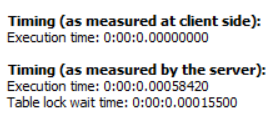 Timing (as measured at client side):
Execution time: 0:00:0.00000000
Timing (as measured by the server):
Execution time: 0:00:0.00058420
Table lock wait time: 0:00:0.00015500